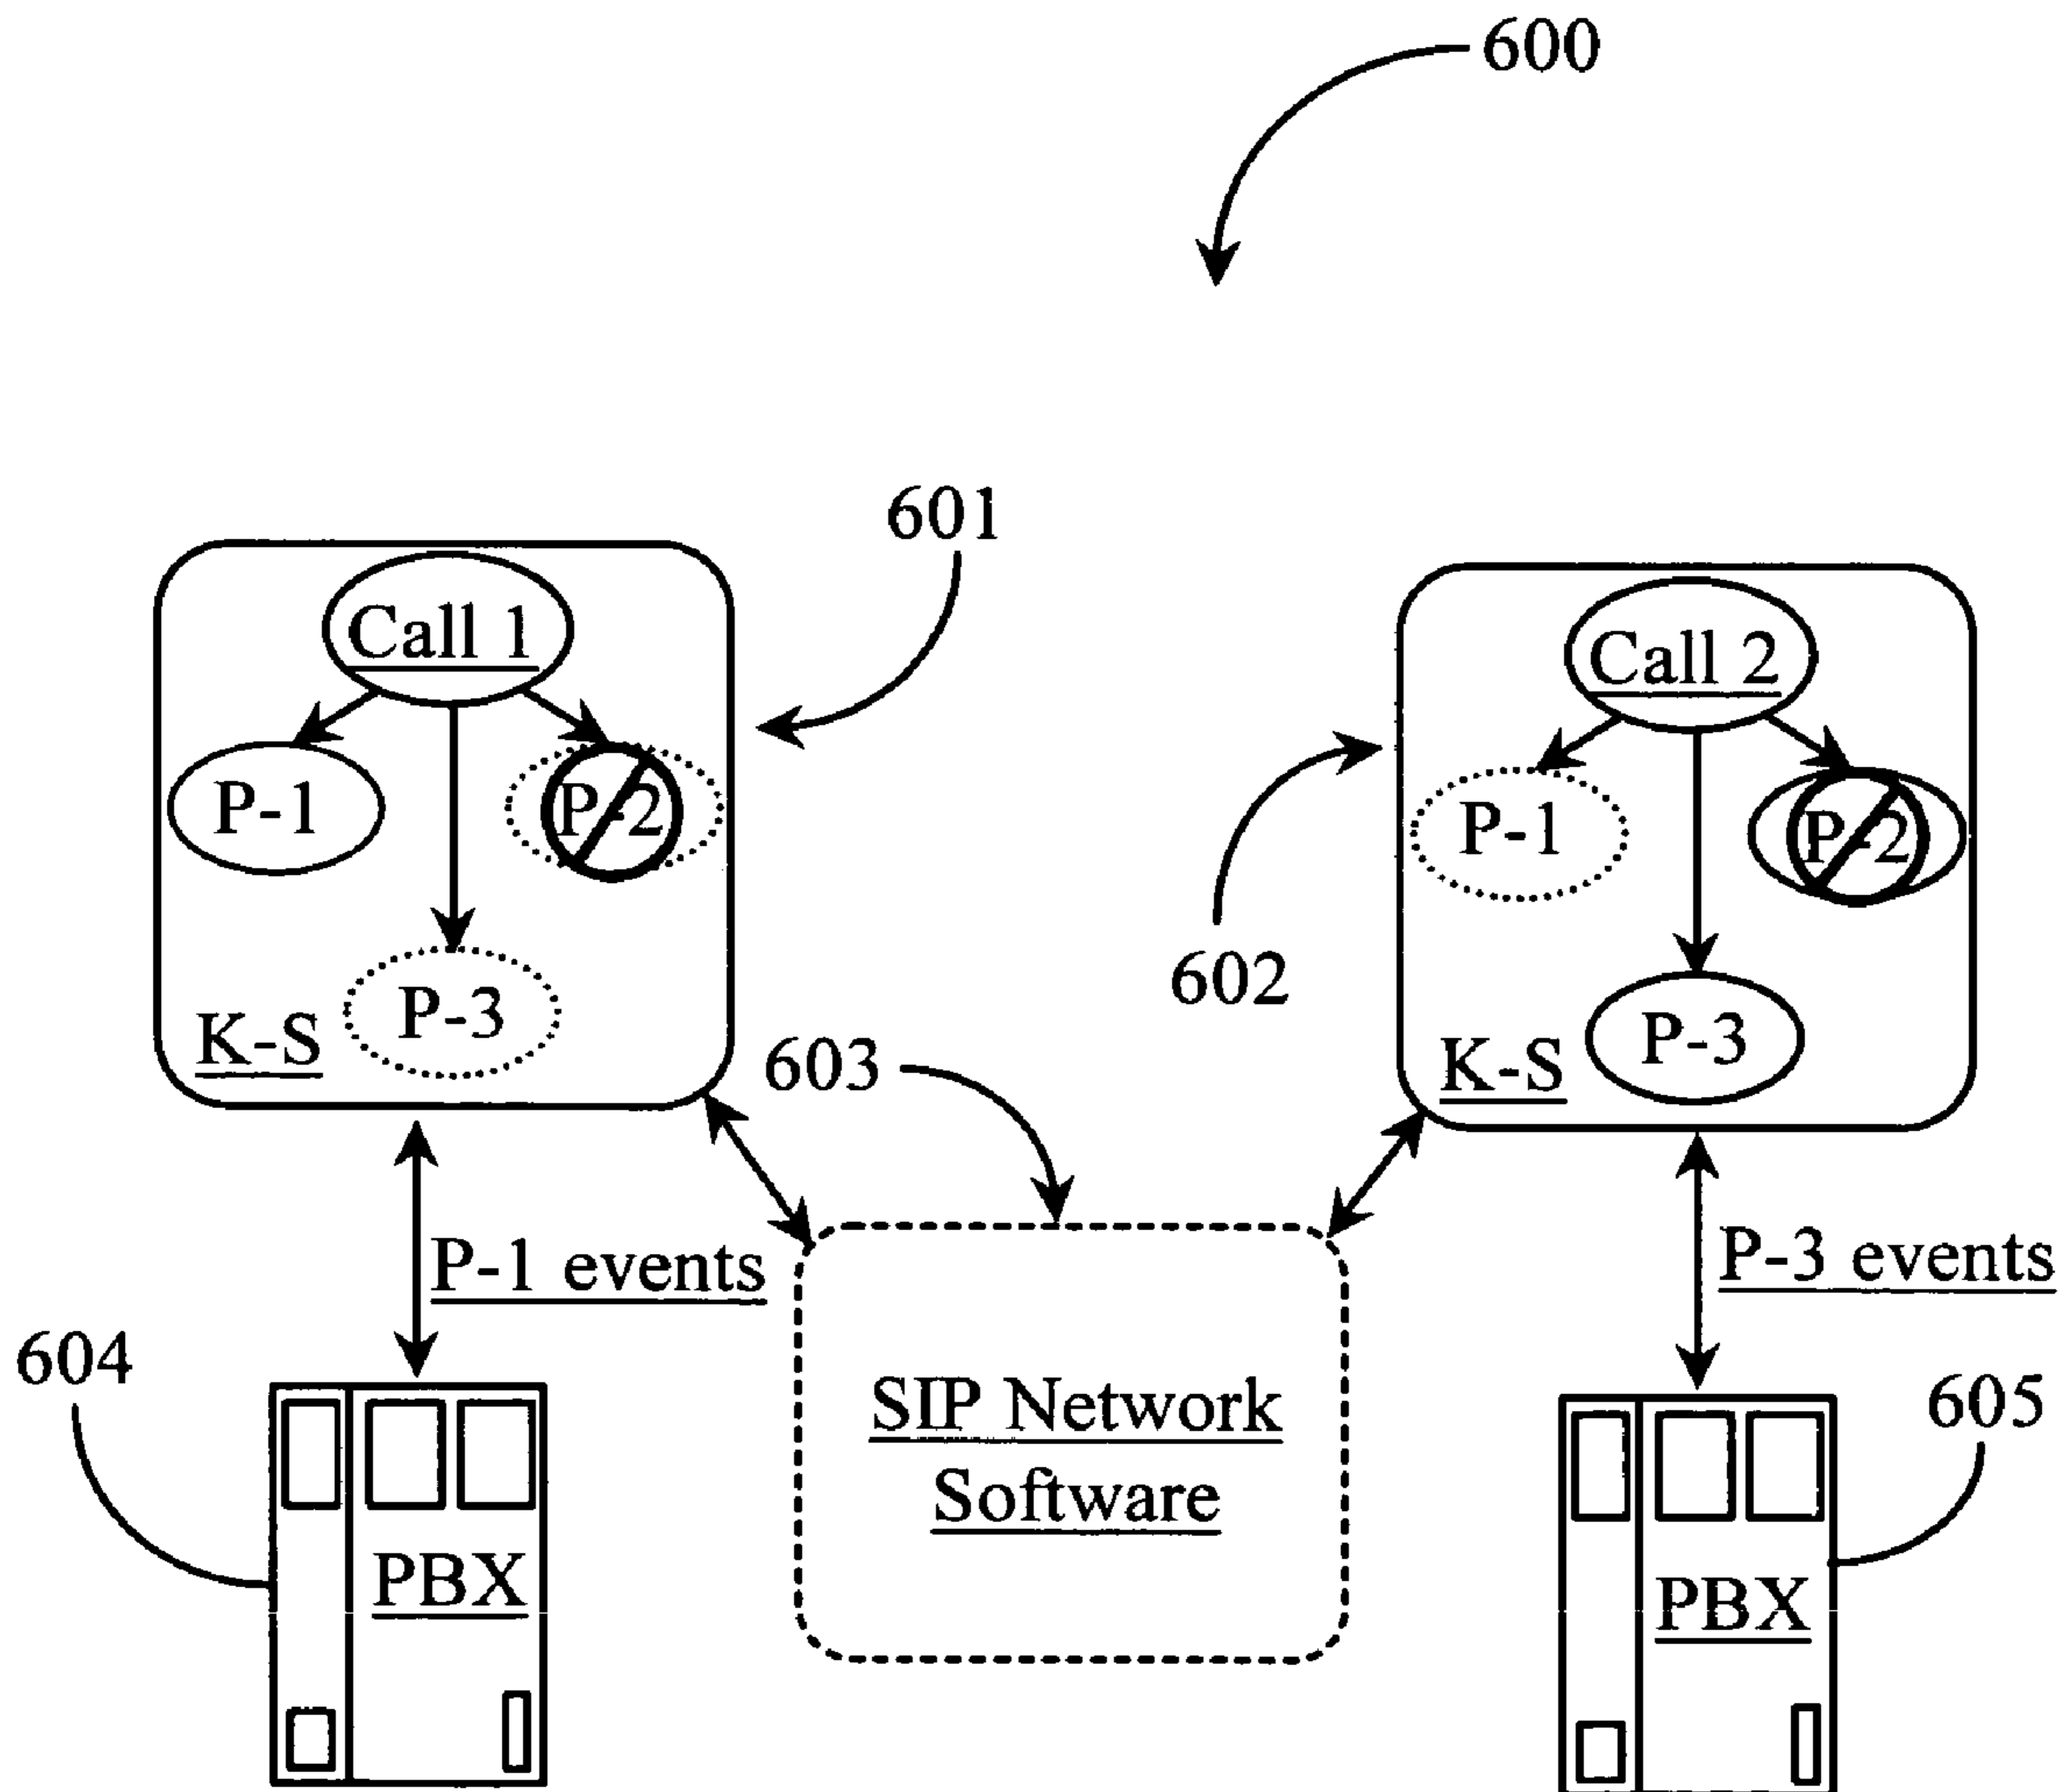 600
601
Call 1
Call 2
P-1
P-2
P-1
P-2
602
P-3
K-S
603
P-3
K-S
P-1 events
P-3 events
604
SIP Network
Software
605
PBX
PBX